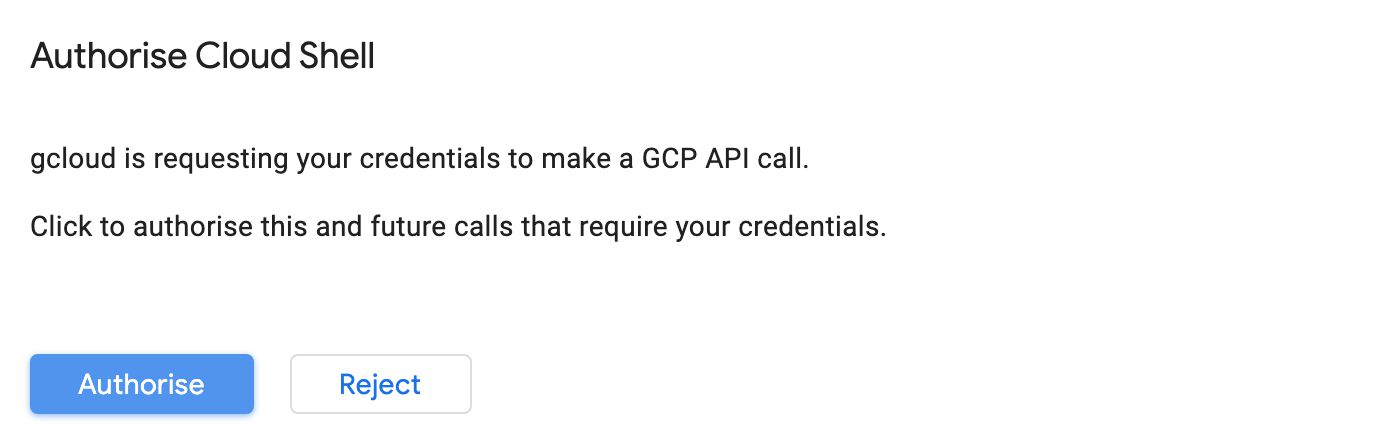 Authorise Cloud Shell
gcloud is requesting your credentials to make a GCP API call.
Click to authorise this and future calls that require your credentials.
Authorise
Reject